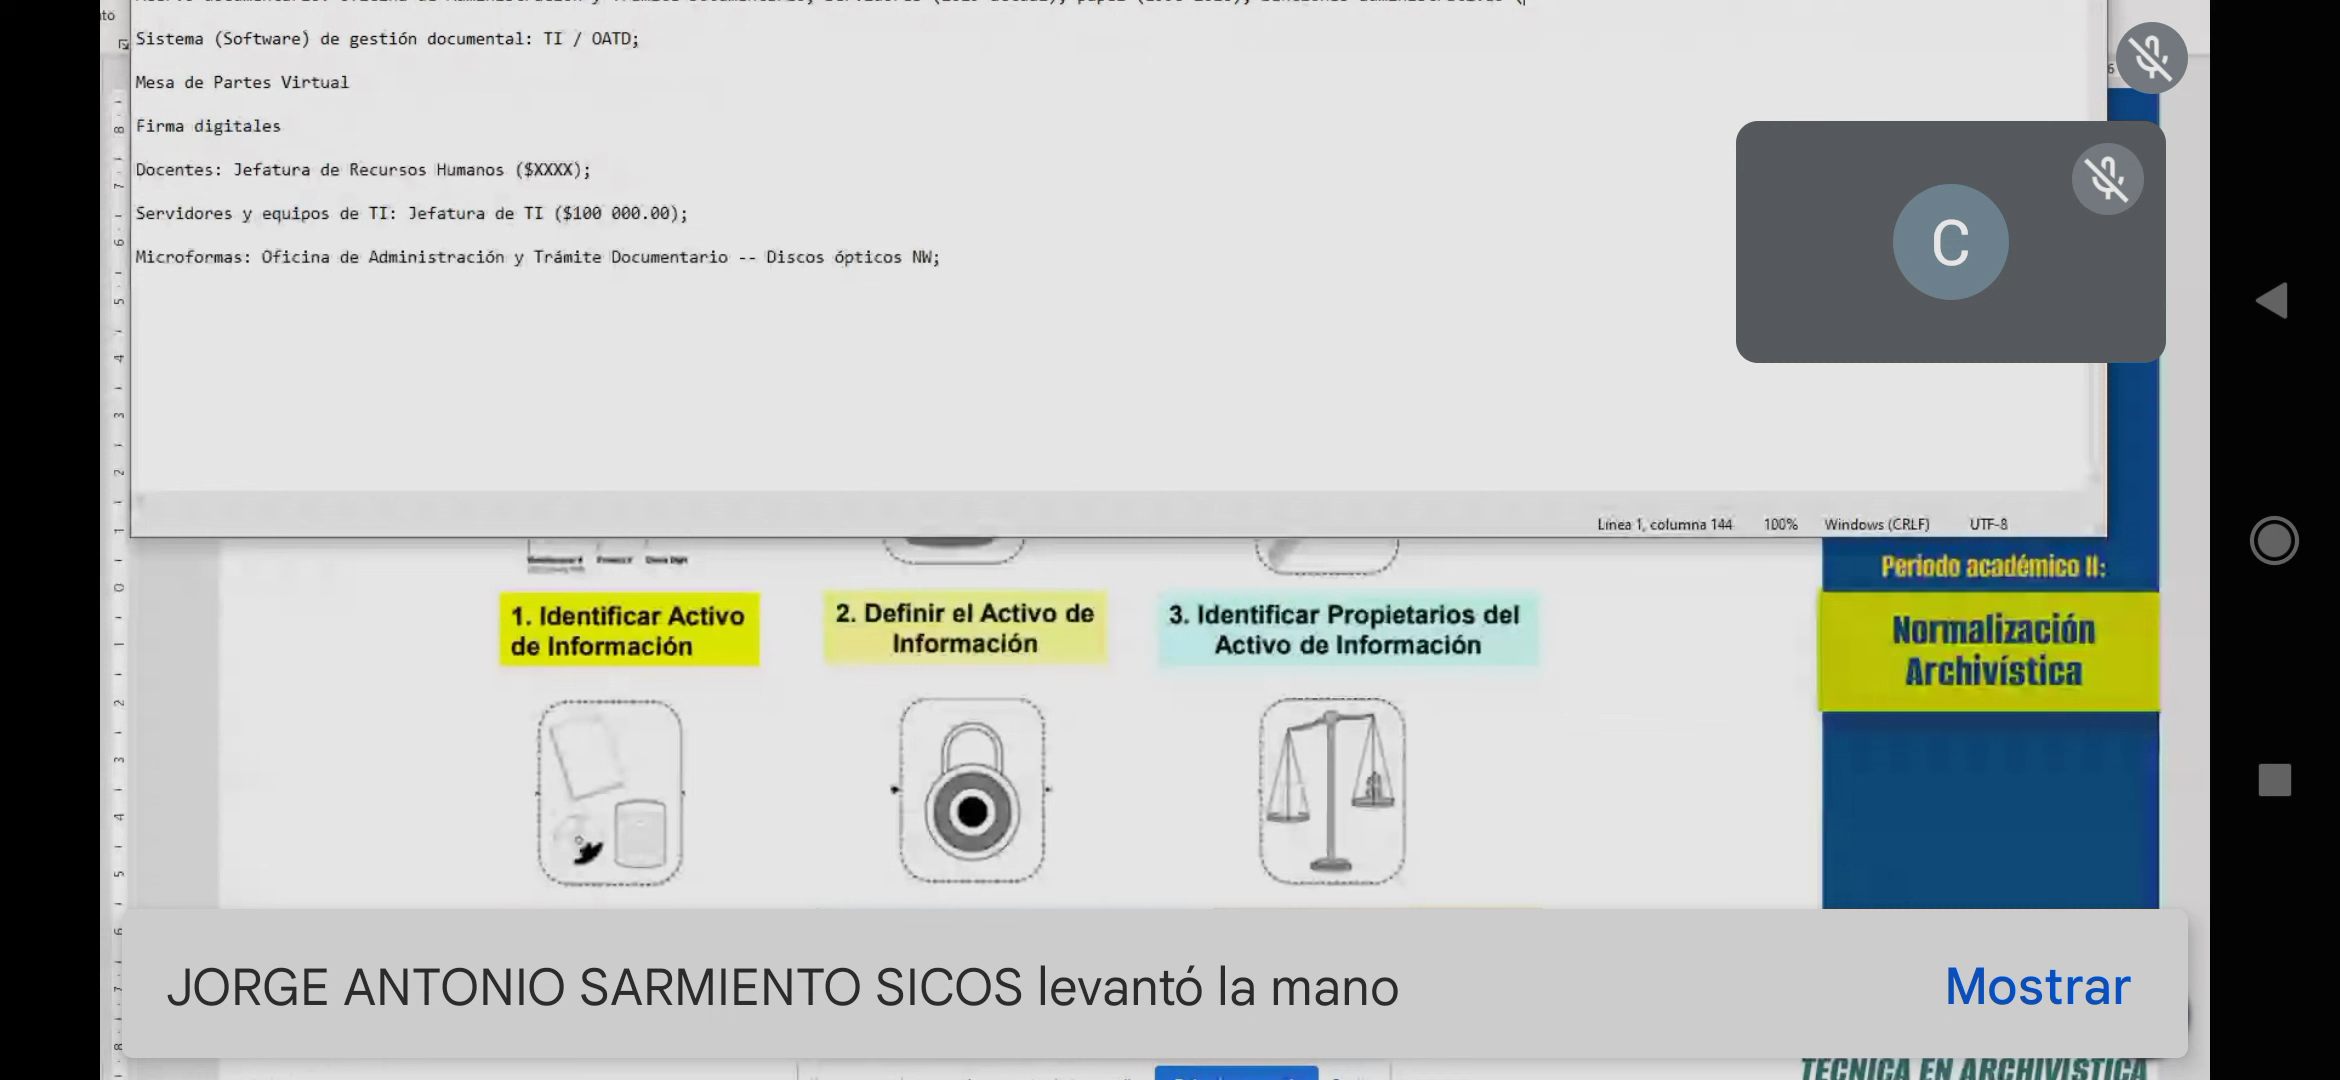 Sistema (Software) de gestión documental: TI / OATD;
Mesa de Partes Virtual
Firma digitales
Docentes: Jefatura de Recursos Humanos ($XXXX);
Servidores y equipos de TI: Jefatura de TI ($100 000.00);
Microformas: Oficina de Administración y Trámite Documentario -- Discos ópticos NW;
C
Línea 1, columna 144 100% Windows (CRLF) UTF-8
Periodo académico II:
Normalización
Archivística
1. Identificar Activo
de Información
2. Definir el Activo de
Información
3. Identificar Propietarios del
Activo de Información
JORGE ANTONIO SARMIENTO SICOS levantó la mano
Mostrar
TÉCNICA EN ARCHIVÍSTICA